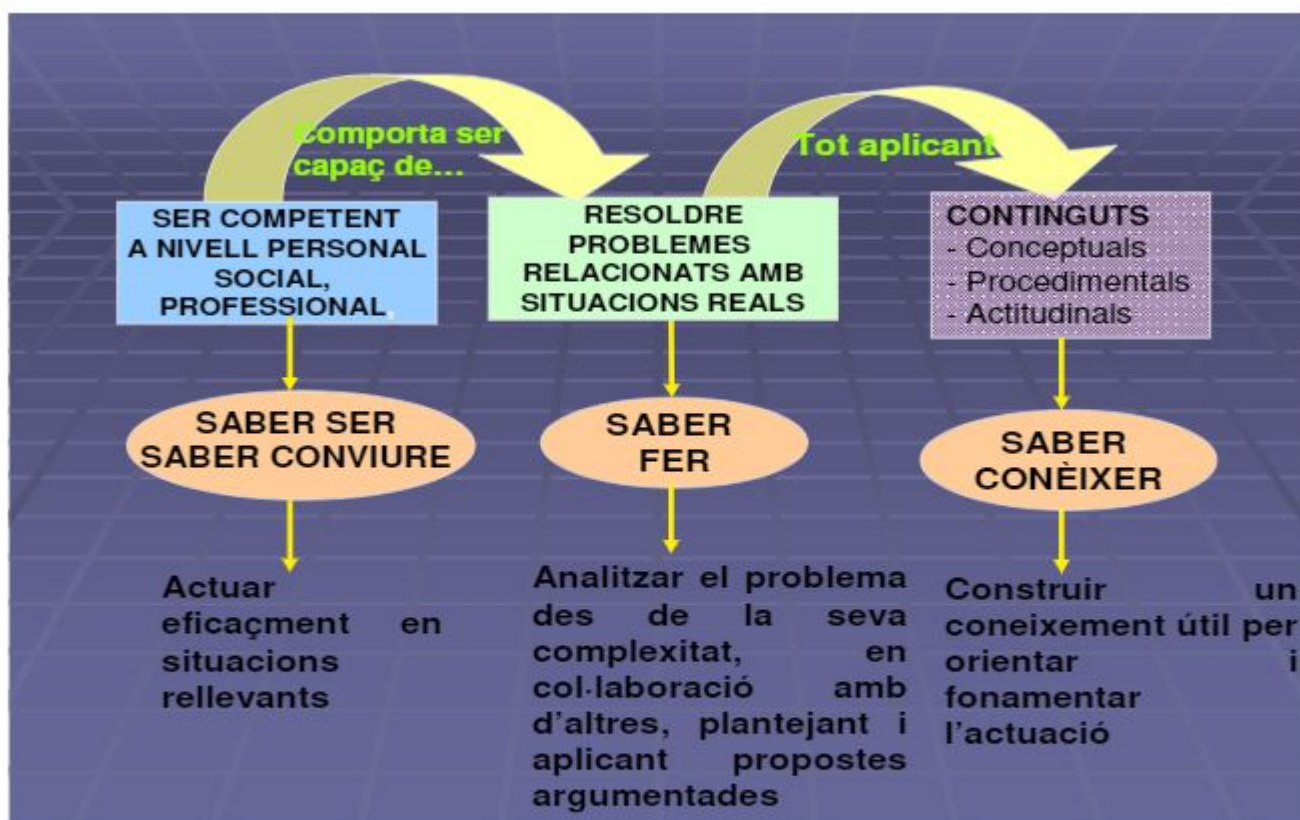 Comporta ser
capaç de...
Tot aplicant
SER COMPETENT
A NIVELL PERSONAL
SOCIAL,
PROFESSIONAL,
RESOLDRE
PROBLEMES
RELACIONATS AMB
SITUACIONS REALS
CONTINGUTS
- Conceptuals
- Procedimentals
- Actitudinals
SABER SER
SABER CONVIURE
SABER
FER
SABER
CONÈIXER
Actuar
eficaçment en
situacions
rellevants
Analitzar el problema
des de la seva
complexitat, en
col·laboració amb
d'altres, plantejant i
aplicant propostes
argumentades
Construir un
coneixement útil per
orientar i
fonamentar
l'actuació